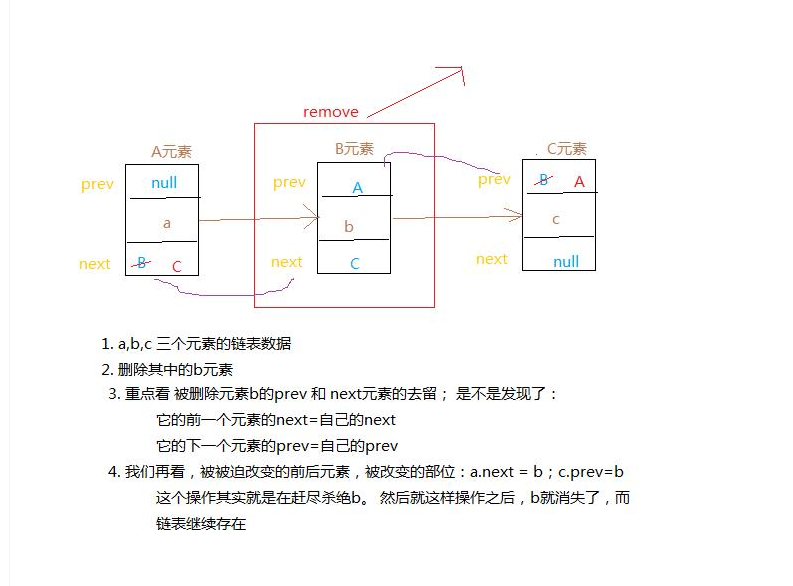 remove
A元素
B元素
C元素
prev
null
prev
A
prev
B A
a
b
c
next
B C
next
C
next
null
1. a,b,c 三个元素的链表数据
2. 删除其中的b元素
3. 重点看 被删除元素b的prev 和 next元素的去留； 是不是发现了：
它的前一个元素的next=自己的next
它的下一个元素的prev=自己的prev
4. 我们再看，被被迫改变的前后元素，被改变的部位：a.next = b；c.prev=b
这个操作其实就是在赶尽杀绝b。 然后就这样操作之后，b就消失了，而
链表继续存在